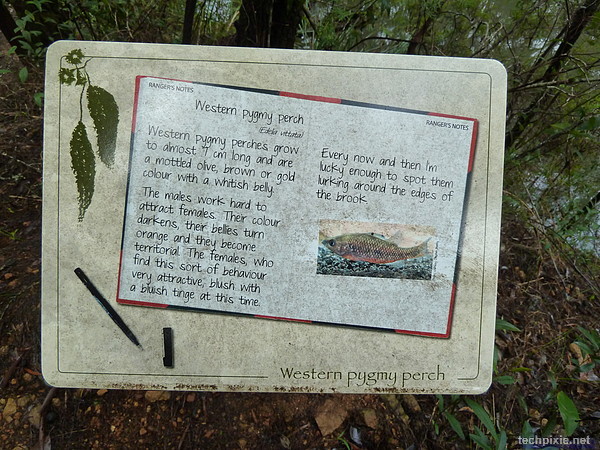 RANGER'S NOTES
Western pygmy perch
(Edelia vittata)
Western pygmy perches grow
to almost 7 cm long and are
a mottled olive, brown or gold
colour with a whitish belly.
The males work hard to
attract females. Their colour
darkens, their bellies turn
orange and they become
territorial. The females, who
find this sort of behaviour
very attractive, blush with
a bluish tinge at this time.
RANGER'S NOTES
Every now and then I'm
lucky enough to spot them
lurking around the edges of
the brook.
Western pygmy perch
techpixie.net